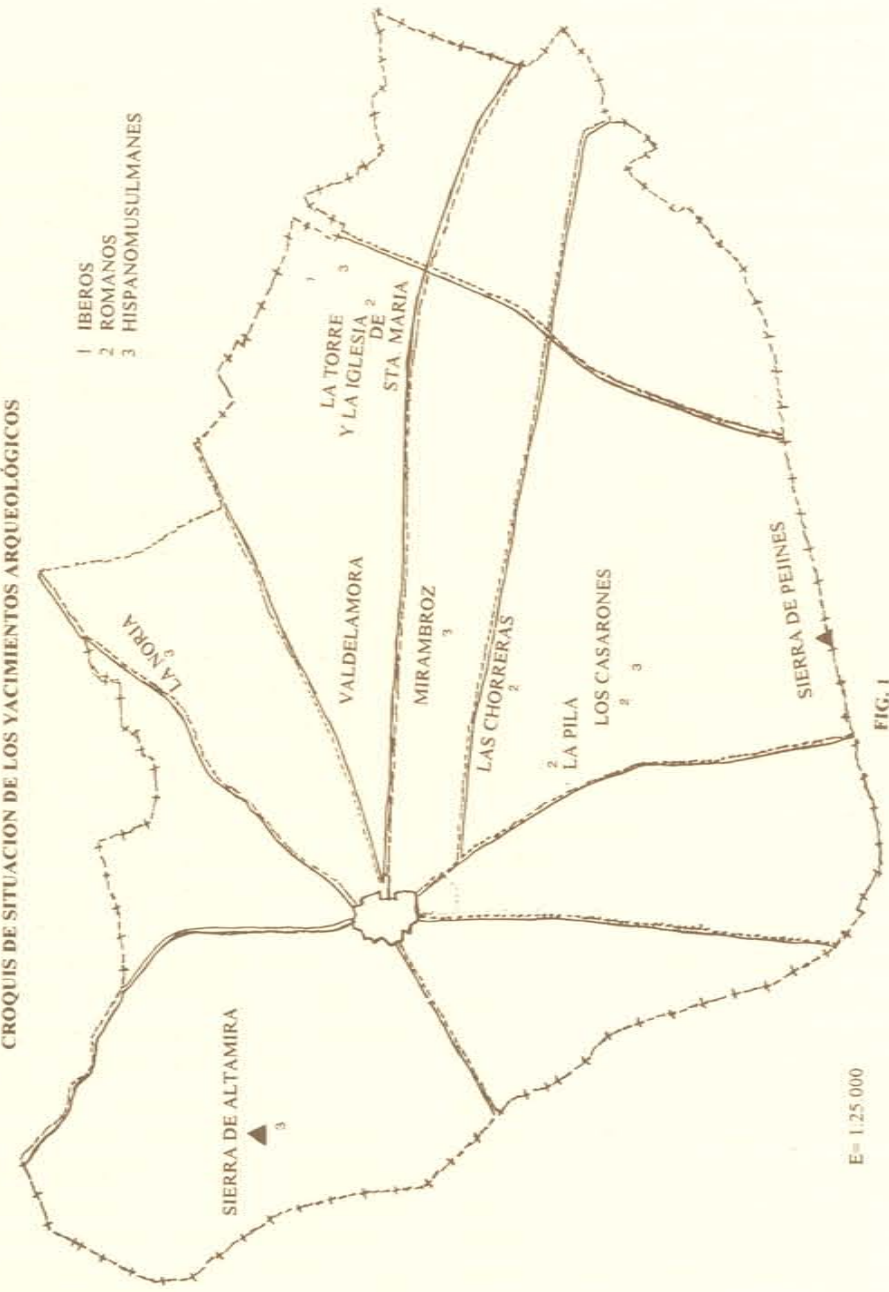 CROQUIS DE SITUACION DE LOS YACIMIENTOS ARQUEOLÓGICOS
1 IBEROS
2 ROMANOS
3 HISPANOMUSULMANES
LA NORIA
3
1
LA TORRE
3
Y LA IGLESIA 2
DE
STA. MARIA
VALDELAMORA
MIRAMBROZ
3
SIERRA DE ALTAMIRA
3
LAS CHORRERAS
2
2
LA PILA
LOS CASARONES
2 3
SIERRA DE PEJINES
E= 1:25 000
FIG. 1